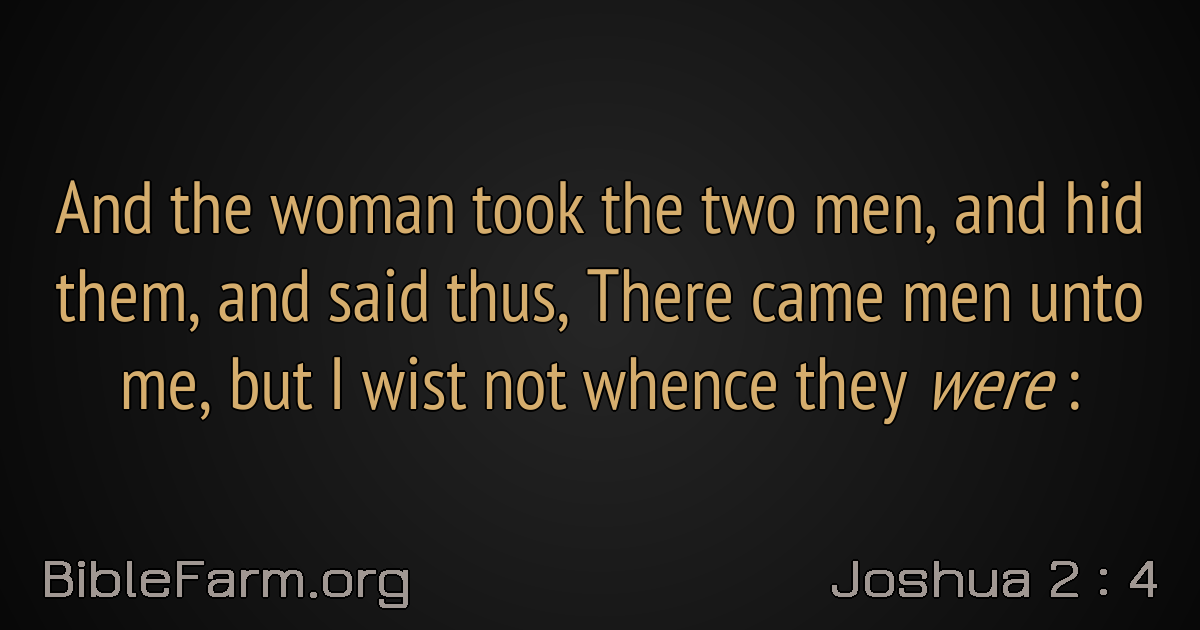 And the woman took the two men, and hid
them, and said thus, There came men unto
me, but I wist not whence they were :
BibleFarm.org
Joshua 2 : 4